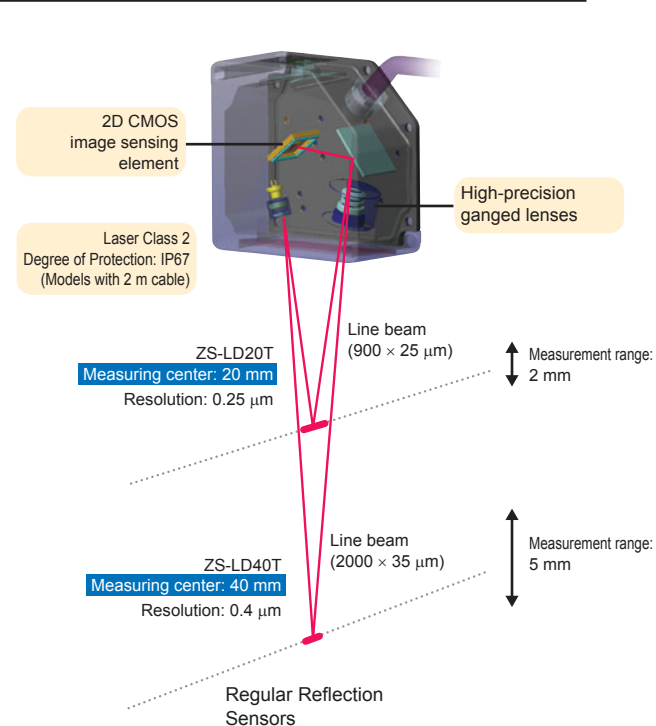 2D CMOS
image sensing
element
High-precision
ganged lenses
Laser Class 2
Degree of Protection: IP67
(Models with 2 m cable)
Line beam
(900 × 25 μm)
ZS-LD20T
Measuring center: 20 mm
Resolution: 0.25 μm
Measurement range:
2 mm
Line beam
(2000 × 35 μm)
ZS-LD40T
Measuring center: 40 mm
Resolution: 0.4 μm
Measurement range:
5 mm
Regular Reflection
Sensors